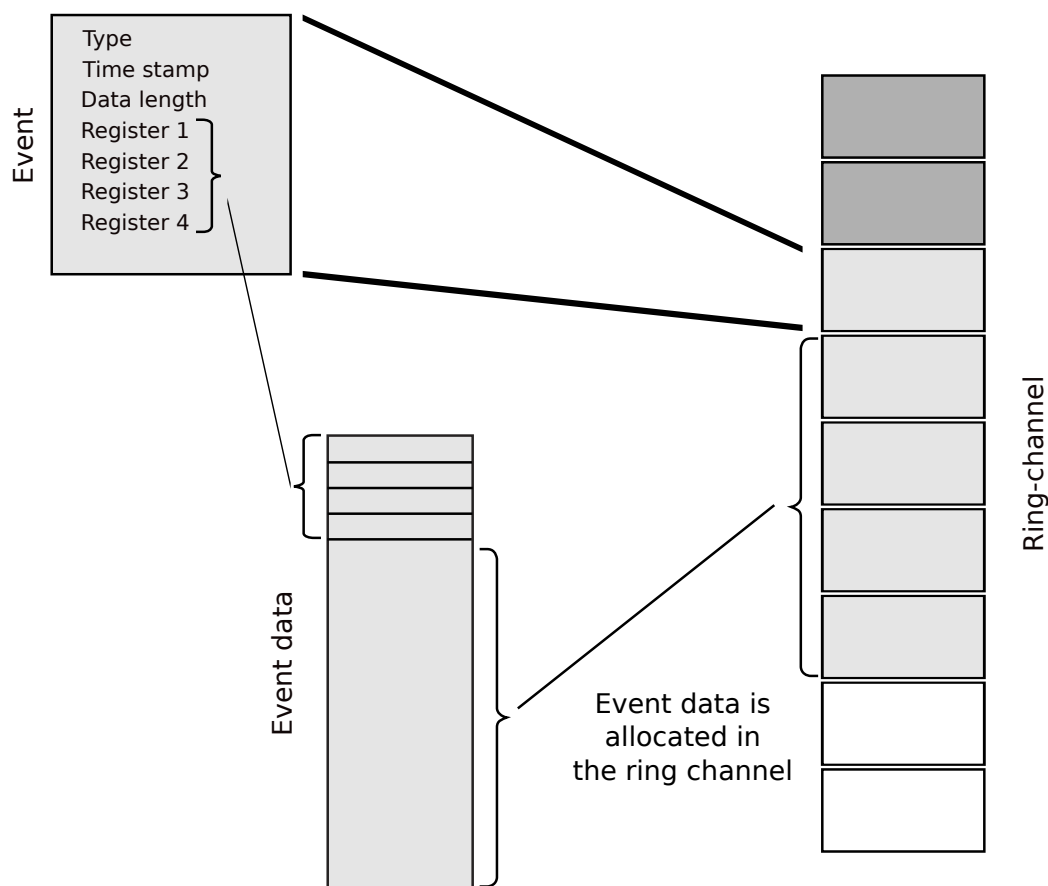 Event
Type
Time stamp
Data length
Register 1
Register 2
Register 3
Register 4
Ring-channel
Event data
Event data is
allocated in
the ring channel